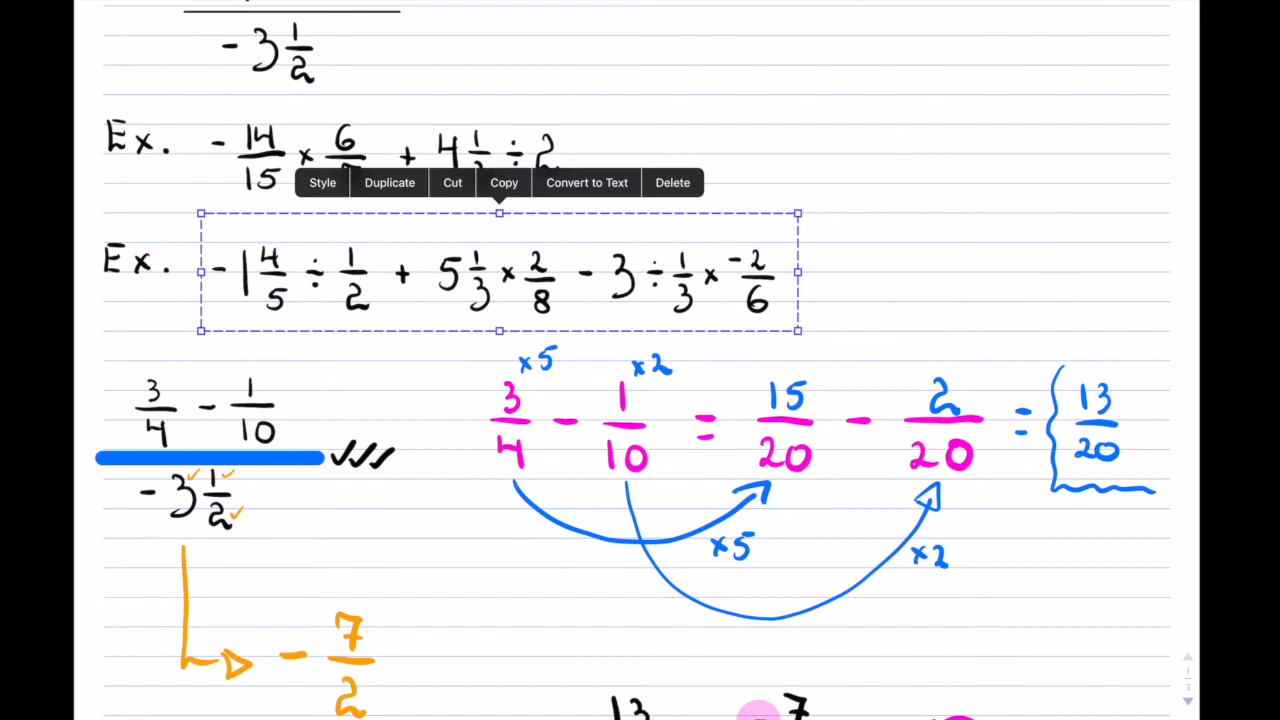 - 3 1/2
Ex. - 14/15 × 6/ + 4 1/ ÷ 2
Style Duplicate Cut Copy Convert to Text Delete
Ex. - 1 4/5 ÷ 1/2 + 5 1/3 × 2/8 - 3 ÷ 1/3 × -2/6
×5 ×2
3/4 - 1/10
3/4 - 1/10 = 15/20 - 2/20 = 13/20
- 3 1/2
×5 ×2
- 7/2
13 7
1/3